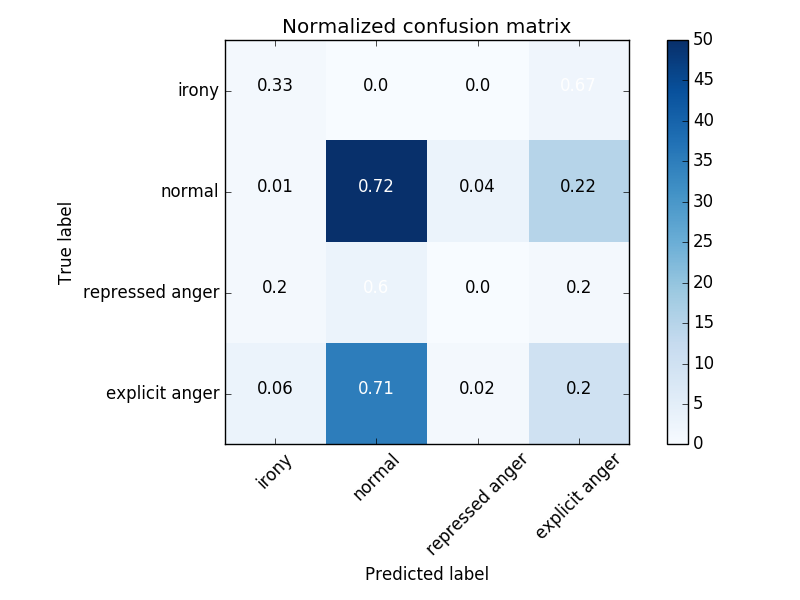 Normalized confusion matrix
irony 0.33 0.0 0.0 0.67
normal 0.01 0.72 0.04 0.22
repressed anger 0.2 0.6 0.0 0.2
explicit anger 0.06 0.71 0.02 0.2
irony normal repressed anger explicit anger
True label
Predicted label
50
45
40
35
30
25
20
15
10
5
0